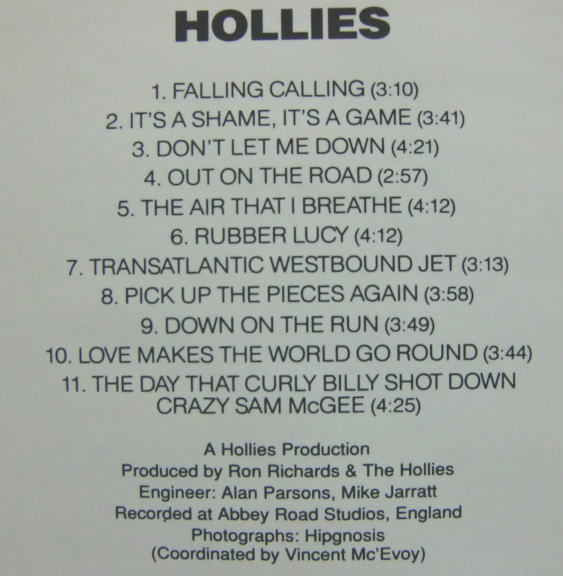 HOLLIES
1. FALLING CALLING (3:10)
2. IT'S A SHAME, IT'S A GAME (3:41)
3. DON'T LET ME DOWN (4:21)
4. OUT ON THE ROAD (2:57)
5. THE AIR THAT I BREATHE (4:12)
6. RUBBER LUCY (4:12)
7. TRANSATLANTIC WESTBOUND JET (3:13)
8. PICK UP THE PIECES AGAIN (3:58)
9. DOWN ON THE RUN (3:49)
10. LOVE MAKES THE WORLD GO ROUND (3:44)
11. THE DAY THAT CURLY BILLY SHOT DOWN
CRAZY SAM McGEE (4:25)
A Hollies Production
Produced by Ron Richards & The Hollies
Engineer: Alan Parsons, Mike Jarratt
Recorded at Abbey Road Studios, England
Photographs: Hipgnosis
(Coordinated by Vincent Mc'Evoy)